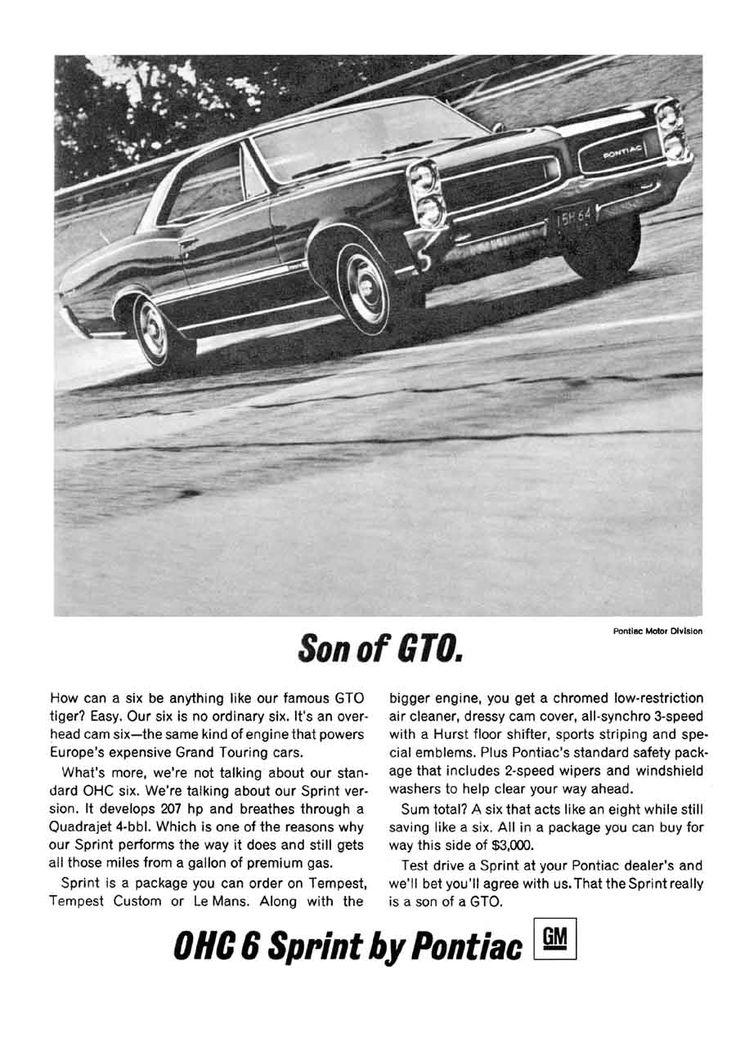 PONTIAC
15H 64
Pontiac Motor Division
Son of GTO.
How can a six be anything like our famous GTO
tiger? Easy. Our six is no ordinary six. It's an over-
head cam six—the same kind of engine that powers
Europe's expensive Grand Touring cars.
What's more, we're not talking about our stan-
dard OHC six. We're talking about our Sprint ver-
sion. It develops 207 hp and breathes through a
Quadrajet 4-bbl. Which is one of the reasons why
our Sprint performs the way it does and still gets
all those miles from a gallon of premium gas.
Sprint is a package you can order on Tempest,
Tempest Custom or Le Mans. Along with the
bigger engine, you get a chromed low-restriction
air cleaner, dressy cam cover, all-synchro 3-speed
with a Hurst floor shifter, sports striping and spe-
cial emblems. Plus Pontiac's standard safety pack-
age that includes 2-speed wipers and windshield
washers to help clear your way ahead.
Sum total? A six that acts like an eight while still
saving like a six. All in a package you can buy for
way this side of $3,000.
Test drive a Sprint at your Pontiac dealer's and
we'll bet you'll agree with us. That the Sprint really
is a son of a GTO.
OHC 6 Sprint by Pontiac
GM